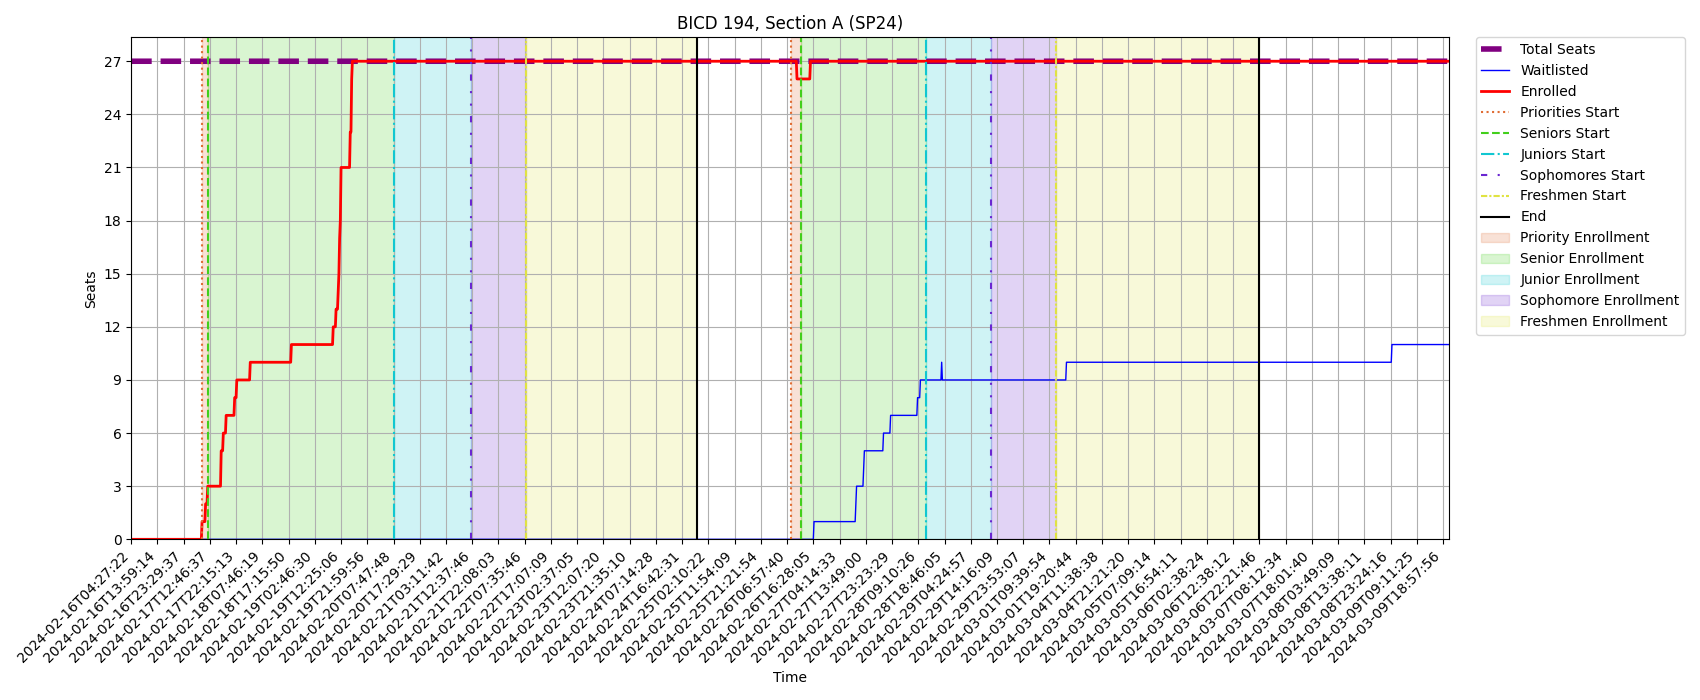 BICD 194, Section A (SP24)
Seats
27
24
21
18
15
12
9
6
3
0
2024-02-16T04:27:22
2024-02-16T13:59:14
2024-02-16T23:29:37
2024-02-17T12:46:37
2024-02-17T22:15:13
2024-02-18T07:46:19
2024-02-18T17:15:50
2024-02-19T02:46:30
2024-02-19T12:25:06
2024-02-19T21:59:56
2024-02-20T07:47:48
2024-02-20T17:29:29
2024-02-21T03:11:42
2024-02-21T12:37:46
2024-02-21T22:08:03
2024-02-22T07:35:46
2024-02-22T17:07:09
2024-02-23T02:37:05
2024-02-23T12:07:20
2024-02-23T21:35:10
2024-02-24T07:14:28
2024-02-24T16:42:31
2024-02-25T02:10:22
2024-02-25T11:54:09
2024-02-25T21:21:54
2024-02-26T06:57:40
2024-02-26T16:28:05
2024-02-27T04:14:33
2024-02-27T13:49:00
2024-02-27T23:23:29
2024-02-28T09:10:26
2024-02-28T18:46:05
2024-02-29T04:24:57
2024-02-29T14:16:09
2024-02-29T23:53:07
2024-03-01T09:39:54
2024-03-01T19:20:44
2024-03-04T11:38:38
2024-03-04T21:21:20
2024-03-05T07:09:14
2024-03-05T16:54:11
2024-03-06T02:38:24
2024-03-06T12:38:12
2024-03-06T22:21:46
2024-03-07T08:12:34
2024-03-07T18:01:40
2024-03-08T03:49:09
2024-03-08T13:38:11
2024-03-08T23:24:16
2024-03-09T09:11:25
2024-03-09T18:57:56
Time
Total Seats
Waitlisted
Enrolled
Priorities Start
Seniors Start
Juniors Start
Sophomores Start
Freshmen Start
End
Priority Enrollment
Senior Enrollment
Junior Enrollment
Sophomore Enrollment
Freshmen Enrollment